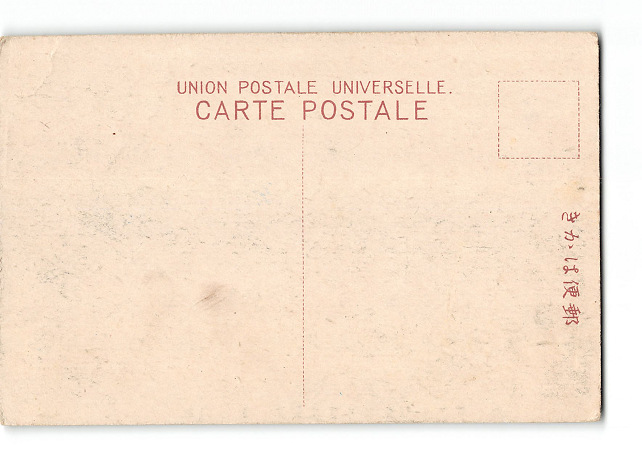 UNION POSTALE UNIVERSELLE.
CARTE POSTALE
郵便はがき